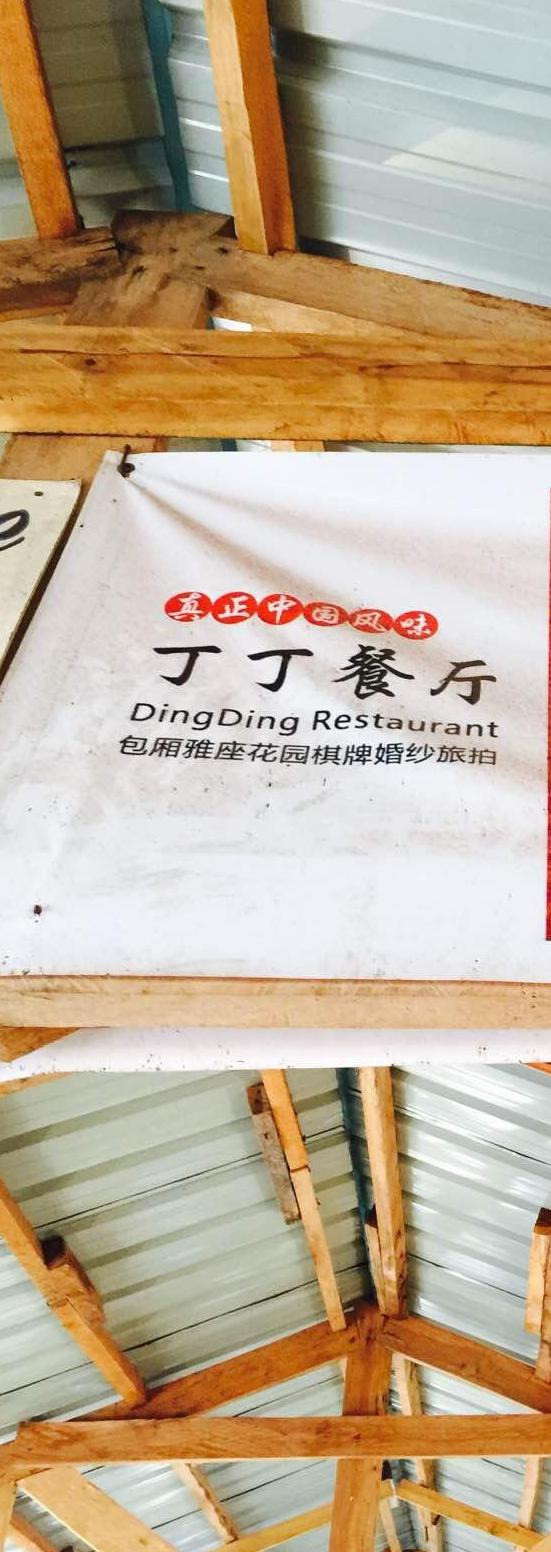 真正中国风味
丁丁餐厅
DingDing Restaurant
包厢雅座花园棋牌婚纱旅拍